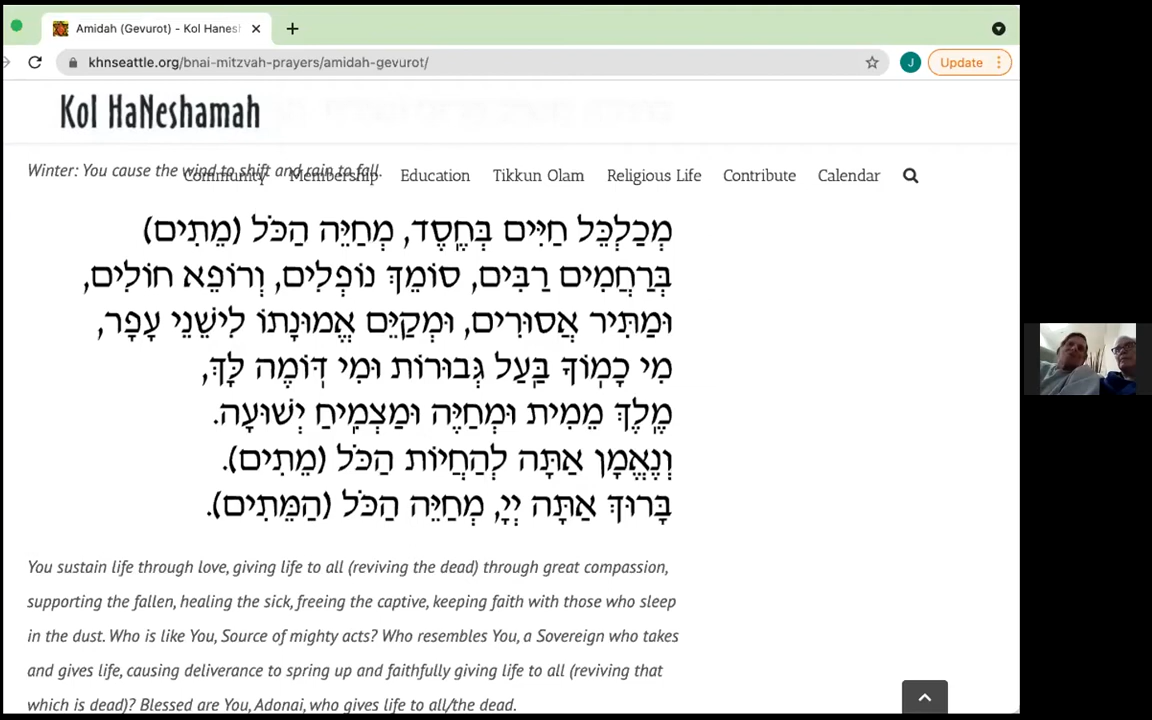 Amidah (Gevurot) - Kol Hanes
khnseattle.org/bnai-mitzvah-prayers/amidah-gevurot/
J
Update
Kol HaNeshamah
Winter: You cause the wind to shift and rain to fall.
Community Membership Education Tikkun Olam Religious Life Contribute Calendar
מְכַלְכֵּל חַיִּים בְּחֶֽסֶד, מְחַיֵּה הַכֹּל (מֵתִים)
בְּרַחֲמִים רַבִּים, סוֹמֵךְ נוֹפְלִים, וְרוֹפֵא חוֹלִים,
וּמַתִּיר אֲסוּרִים, וּמְקַיֵּם אֱמוּנָתוֹ לִישֵׁנֵי עָפָר,
מִי כָמֽוֹךָ בַּֽעַל גְּבוּרוֹת וּמִי דּֽוֹמֶה לָּךְ,
מֶֽלֶךְ מֵמִית וּמְחַיֶּה וּמַצְמִֽיחַ יְשׁוּעָה.
וְנֶאֱמָן אַתָּה לְהַחֲיוֹת הַכֹּל (מֵתִים).
בָּרוּךְ אַתָּה יְיָ, מְחַיֵּה הַכֹּל (הַמֵּתִים).
You sustain life through love, giving life to all (reviving the dead) through great compassion,
supporting the fallen, healing the sick, freeing the captive, keeping faith with those who sleep
in the dust. Who is like You, Source of mighty acts? Who resembles You, a Sovereign who takes
and gives life, causing deliverance to spring up and faithfully giving life to all (reviving that
which is dead)? Blessed are You, Adonai, who gives life to all/the dead.